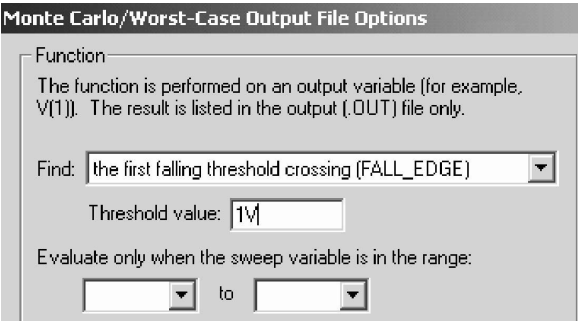 Monte Carlo/Worst-Case Output File Options
Function
The function is performed on an output variable (for example,
V(1)). The result is listed in the output (.OUT) file only.
Find: the first falling threshold crossing (FALL_EDGE)
Threshold value: 1V
Evaluate only when the sweep variable is in the range:
to